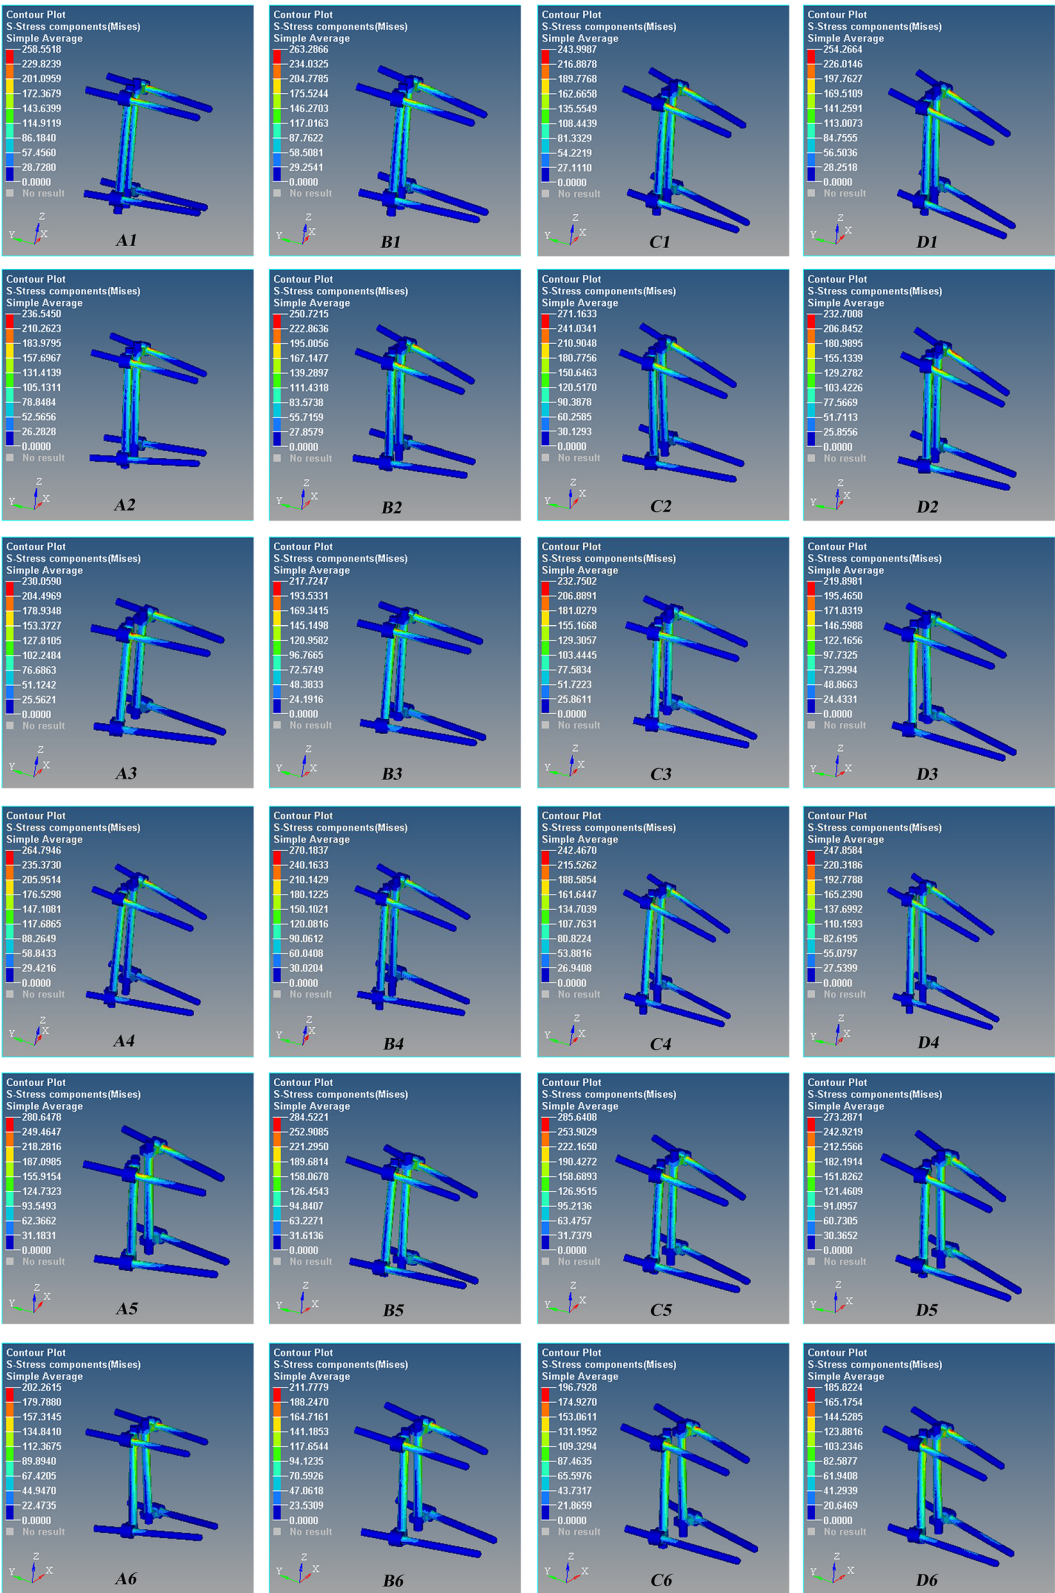 Contour Plot
S-Stress components(Mises)
Simple Average
258.5518
229.8239
201.0959
172.3679
143.6399
114.9119
86.1840
57.4560
28.7280
0.0000
No result
Z
Y
X
A1
Contour Plot
S-Stress components(Mises)
Simple Average
263.2866
234.0325
204.7785
175.5244
146.2703
117.0163
87.7622
58.5081
29.2541
0.0000
No result
Z
Y
X
B1
Contour Plot
S-Stress components(Mises)
Simple Average
243.9987
216.8878
189.7768
162.6658
135.5549
108.4439
81.3329
54.2219
27.1110
0.0000
No result
Z
Y
X
C1
Contour Plot
S-Stress components(Mises)
Simple Average
254.2664
226.0146
197.7627
169.5109
141.2591
113.0073
84.7555
56.5036
28.2518
0.0000
No result
Z
Y
X
D1
Contour Plot
S-Stress components(Mises)
Simple Average
236.5450
210.2623
183.9795
157.6967
131.4139
105.1311
78.8484
52.5656
26.2828
0.0000
No result
Z
Y
X
A2
Contour Plot
S-Stress components(Mises)
Simple Average
250.7215
222.8636
195.0056
167.1477
139.2897
111.4318
83.5738
55.7159
27.8579
0.0000
No result
Z
Y
X
B2
Contour Plot
S-Stress components(Mises)
Simple Average
271.1633
241.0341
210.9048
180.7756
150.6463
120.5170
90.3878
60.2585
30.1293
0.0000
No result
Z
Y
X
C2
Contour Plot
S-Stress components(Mises)
Simple Average
232.7008
206.8452
180.9895
155.1339
129.2782
103.4226
77.5669
51.7113
25.8556
0.0000
No result
Z
Y
X
D2
Contour Plot
S-Stress components(Mises)
Simple Average
230.0590
204.4969
178.9348
153.3727
127.8105
102.2484
76.6863
51.1242
25.5621
0.0000
No result
Z
Y
X
A3
Contour Plot
S-Stress components(Mises)
Simple Average
217.7247
193.5331
169.3415
145.1498
120.9582
96.7665
72.5749
48.3833
24.1916
0.0000
No result
Z
Y
X
B3
Contour Plot
S-Stress components(Mises)
Simple Average
232.7502
206.8891
181.0279
155.1668
129.3057
103.4445
77.5834
51.7223
25.8611
0.0000
No result
Z
Y
X
C3
Contour Plot
S-Stress components(Mises)
Simple Average
219.8981
195.4650
171.0319
146.5988
122.1656
97.7325
73.2994
48.8663
24.4331
0.0000
No result
Z
Y
X
D3
Contour Plot
S-Stress components(Mises)
Simple Average
264.7946
235.3730
205.9514
176.5298
147.1081
117.6865
88.2649
58.8433
29.4216
0.0000
No result
Z
Y
X
A4
Contour Plot
S-Stress components(Mises)
Simple Average
270.1837
240.1633
210.1429
180.1225
150.1021
120.0816
90.0612
60.0408
30.0204
0.0000
No result
Z
Y
X
B4
Contour Plot
S-Stress components(Mises)
Simple Average
242.4670
215.5262
188.5854
161.6447
134.7039
107.7631
80.8224
53.8816
26.9408
0.0000
No result
Z
Y
X
C4
Contour Plot
S-Stress components(Mises)
Simple Average
247.8584
220.3186
192.7788
165.2390
137.6992
110.1593
82.6195
55.0797
27.5399
0.0000
No result
Z
Y
X
D4
Contour Plot
S-Stress components(Mises)
Simple Average
280.6478
249.4647
218.2816
187.0985
155.9154
124.7323
93.5493
62.3662
31.1831
0.0000
No result
Z
Y
X
A5
Contour Plot
S-Stress components(Mises)
Simple Average
284.5221
252.9085
221.2950
189.6814
158.0678
126.4543
94.8407
63.2271
31.6136
0.0000
No result
Z
Y
X
B5
Contour Plot
S-Stress components(Mises)
Simple Average
285.6408
253.9029
222.1650
190.4272
158.6893
126.9515
95.2136
63.4757
31.7379
0.0000
No result
Z
Y
X
C5
Contour Plot
S-Stress components(Mises)
Simple Average
273.2871
242.9219
212.5566
182.1914
151.8262
121.4609
91.0957
60.7305
30.3652
0.0000
No result
Z
Y
X
D5
Contour Plot
S-Stress components(Mises)
Simple Average
202.2615
179.7880
157.3145
134.8410
112.3675
89.8940
67.4205
44.9470
22.4735
0.0000
No result
Z
Y
X
A6
Contour Plot
S-Stress components(Mises)
Simple Average
211.7779
188.2470
164.7161
141.1853
117.6544
94.1235
70.5926
47.0618
23.5309
0.0000
No result
Z
Y
X
B6
Contour Plot
S-Stress components(Mises)
Simple Average
196.7928
174.9270
153.0611
131.1952
109.3294
87.4635
65.5976
43.7317
21.8659
0.0000
No result
Z
Y
X
C6
Contour Plot
S-Stress components(Mises)
Simple Average
185.8224
165.1754
144.5285
123.8816
103.2346
82.5877
61.9408
41.2939
20.6469
0.0000
No result
Z
Y
X
D6